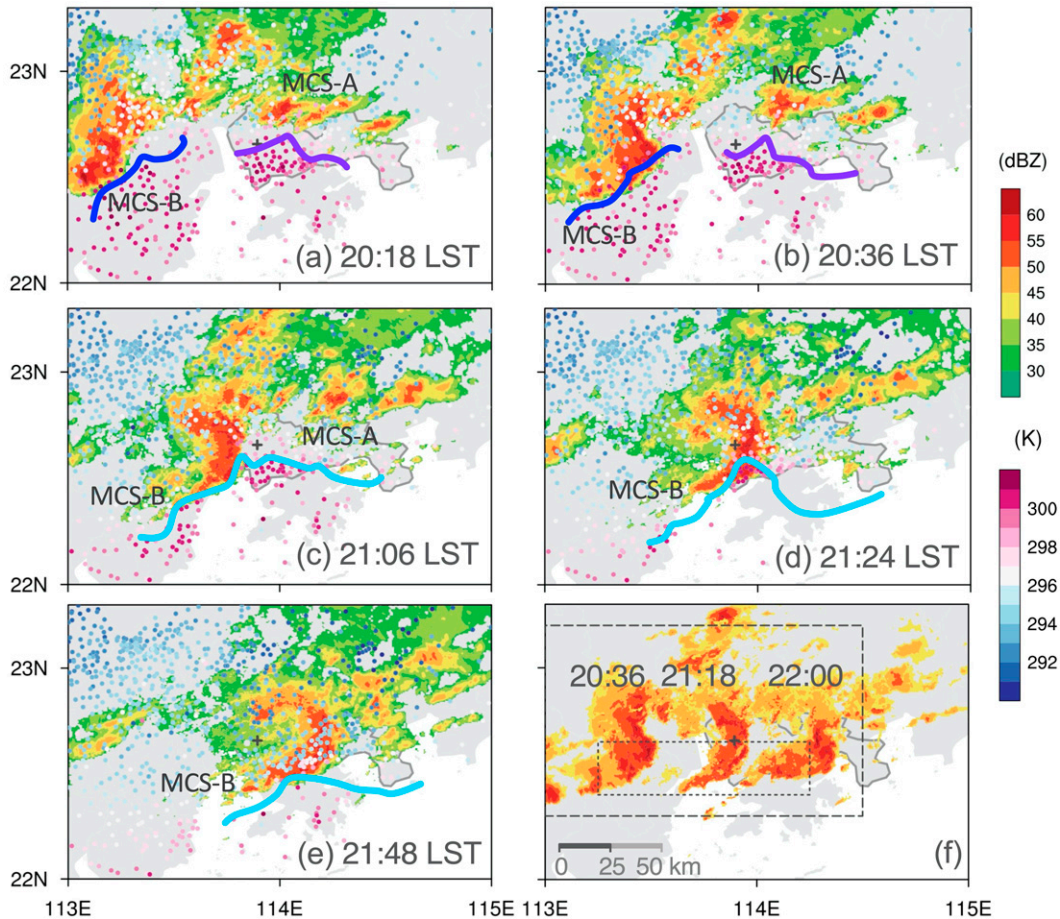 23N
22N
MCS-A
MCS-B
(a) 20:18 LST
MCS-A
MCS-B
(b) 20:36 LST
(dBZ)
60
55
50
45
40
35
30
23N
22N
MCS-A
MCS-B
(c) 21:06 LST
MCS-B
(d) 21:24 LST
(K)
300
298
296
294
292
23N
22N
113E
114E
115E
MCS-B
(e) 21:48 LST
20:36 21:18 22:00
0 25 50 km
(f)
113E
114E
115E